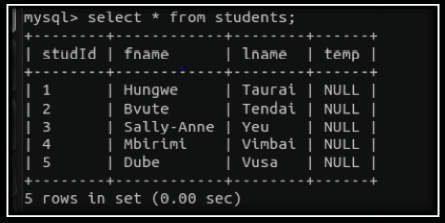 mysql> select * from students;
+--------+------------+--------+------+
| studId | fname      | lname  | temp |
+--------+------------+--------+------+
| 1      | Hungwe     | Taurai | NULL |
| 2      | Bvute      | Tendai | NULL |
| 3      | Sally-Anne | Yeu    | NULL |
| 4      | Mbirimi    | Vimbai | NULL |
| 5      | Dube       | Vusa   | NULL |
+--------+------------+--------+------+
5 rows in set (0.00 sec)